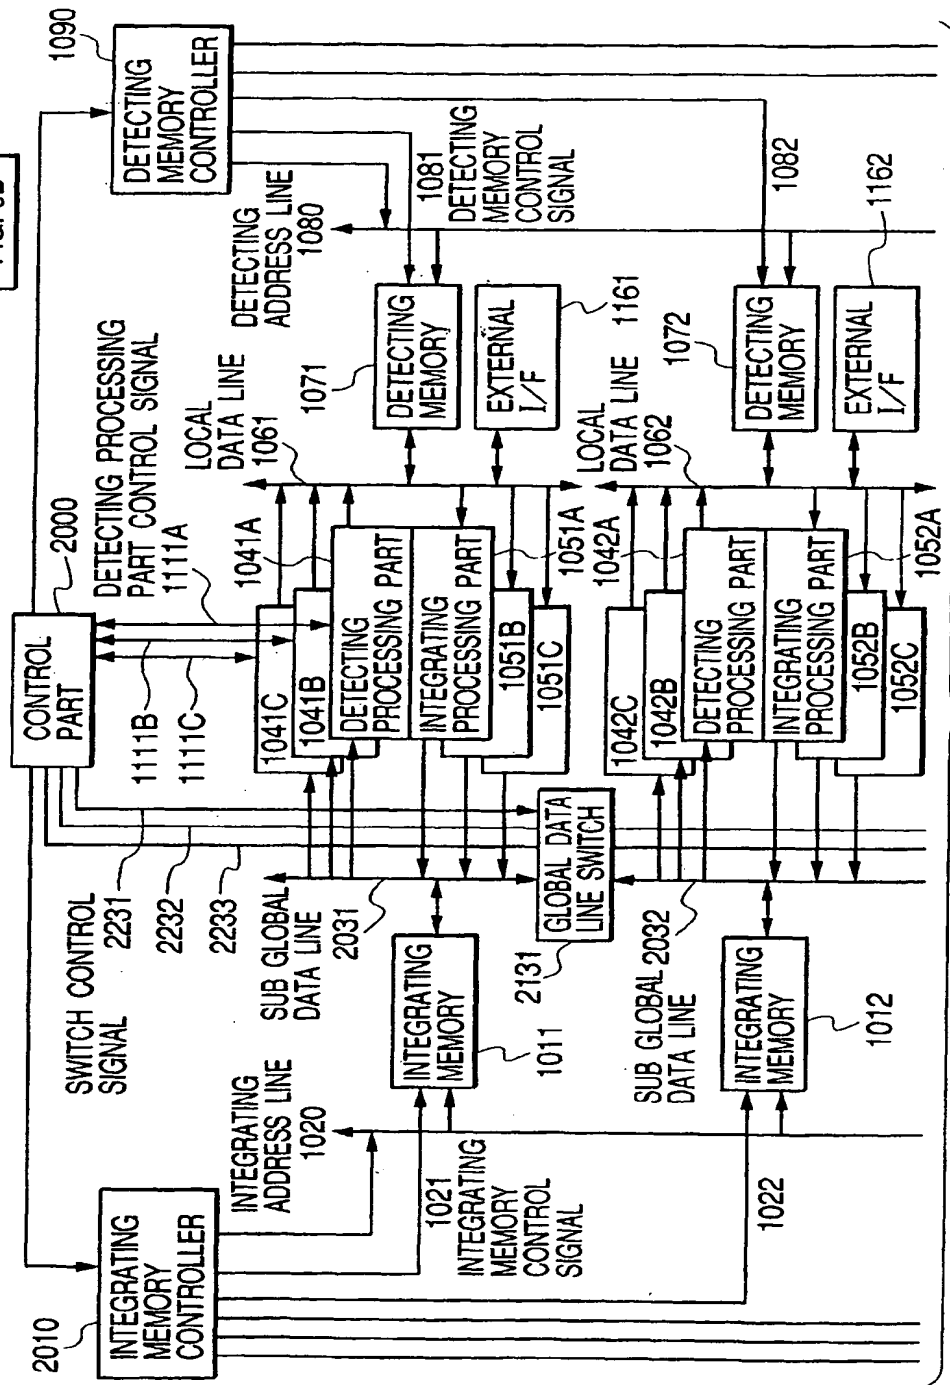 1090
DETECTING
MEMORY
CONTROLLER
DETECTING
ADDRESS LINE
1080
1081
DETECTING
MEMORY
CONTROL
SIGNAL
1082
1071
DETECTING
MEMORY
EXTERNAL
I/F
1161
1072
DETECTING
MEMORY
EXTERNAL
I/F
1162
2000
CONTROL
PART
DETECTING PROCESSING
PART CONTROL SIGNAL
1111A
1111B
1111C
LOCAL
DATA LINE
1061
LOCAL
DATA LINE
1062
1041A
1041C
1041B
DETECTING
PROCESSING PART
INTEGRATING
PROCESSING PART
1051A
1051B
1051C
1042A
1042C
1042B
DETECTING
PROCESSING PART
INTEGRATING
PROCESSING PART
1052A
1052B
1052C
SWITCH CONTROL
SIGNAL
2231
2232
2233
SUB GLOBAL
DATA LINE
2031
GLOBAL DATA
LINE SWITCH
2131
SUB GLOBAL
DATA LINE
2032
INTEGRATING
MEMORY
1011
INTEGRATING
MEMORY
1012
2010
INTEGRATING
MEMORY
CONTROLLER
INTEGRATING
ADDRESS LINE
1020
1021
INTEGRATING
MEMORY
CONTROL
SIGNAL
1022